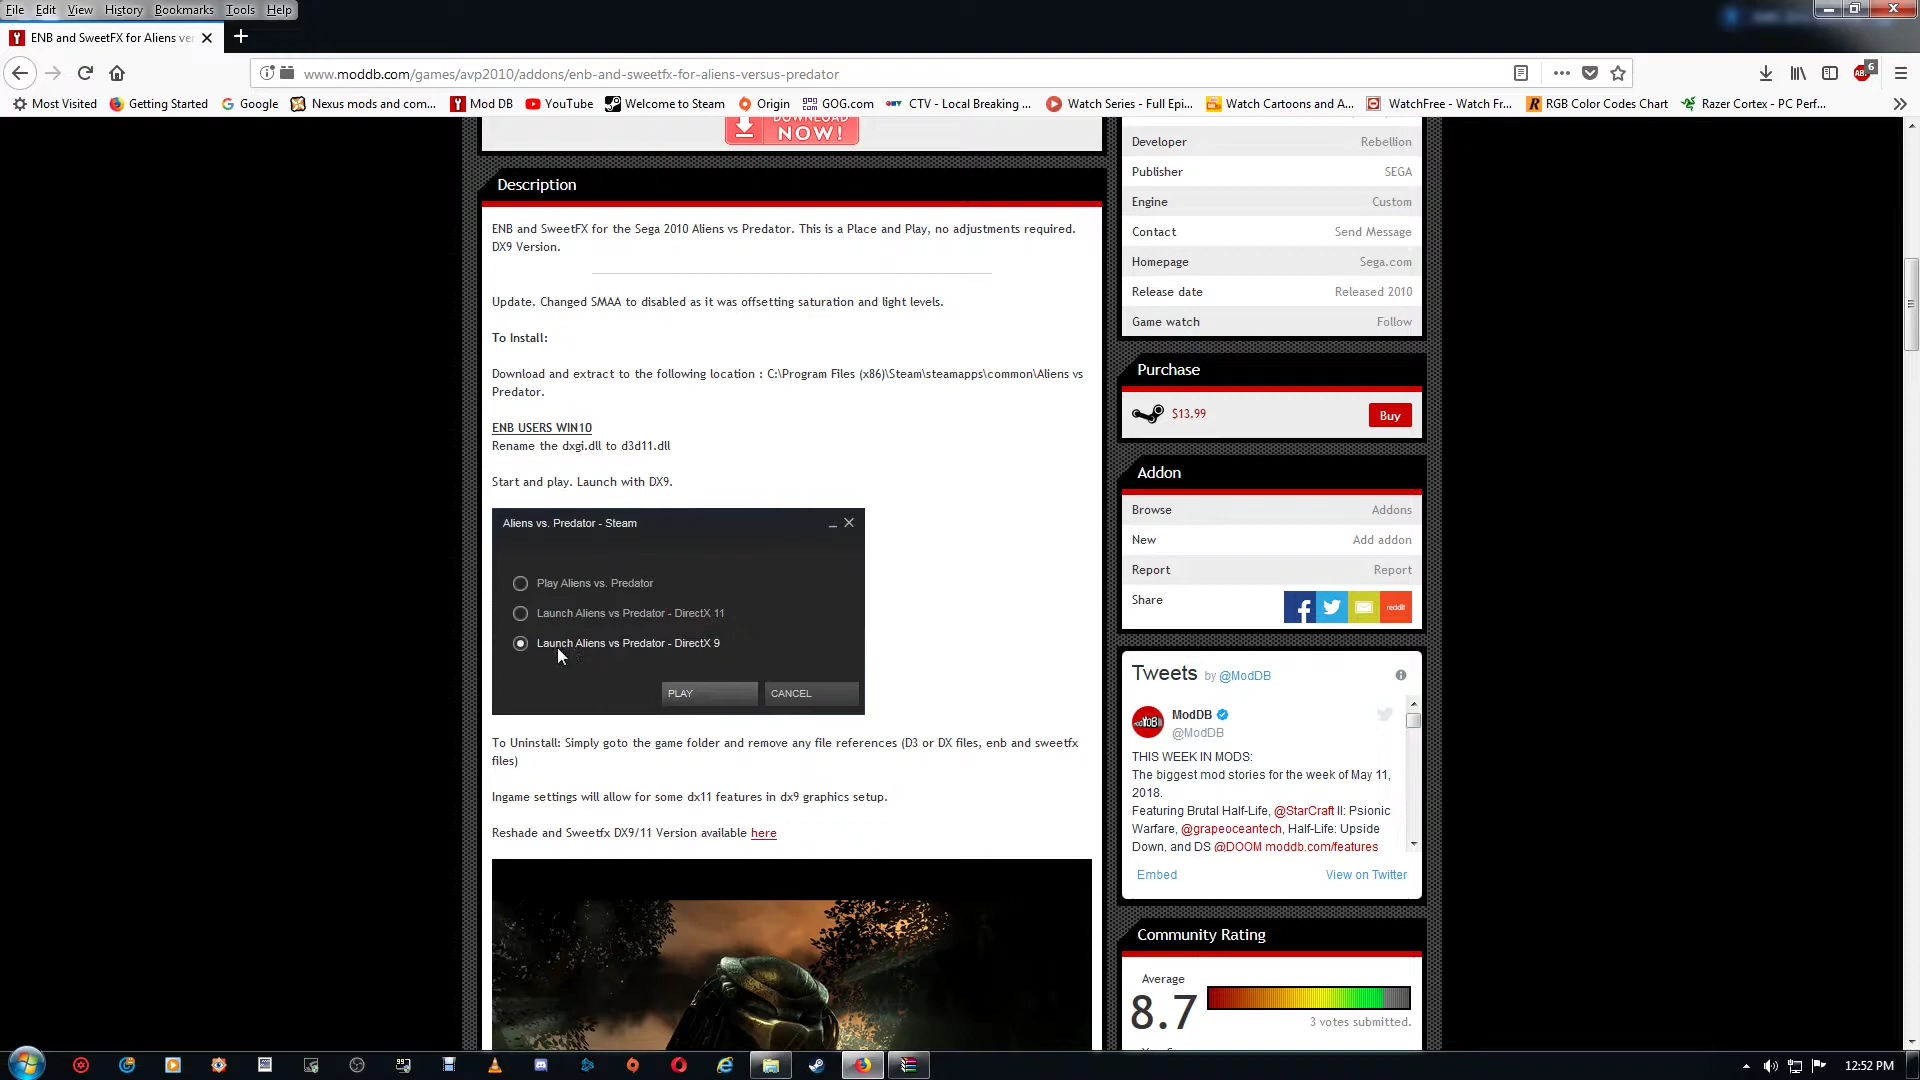 File Edit View History Bookmarks Tools Help
ENB and SweetFX for Aliens ver
www.moddb.com/games/avp2010/addons/enb-and-sweetfx-for-aliens-versus-predator
6
Most Visited Getting Started Google Nexus mods and com... Mod DB YouTube Welcome to Steam Origin GOG.com CTV - Local Breaking ... Watch Series - Full Epi... Watch Cartoons and A... WatchFree - Watch Fr... RGB Color Codes Chart Razer Cortex - PC Perf...
DOWNLOAD
NOW!
Description
ENB and SweetFX for the Sega 2010 Aliens vs Predator. This is a Place and Play, no adjustments required.
DX9 Version.
Update. Changed SMAA to disabled as it was offsetting saturation and light levels.
To Install:
Download and extract to the following location : C:\Program Files (x86)\Steam\steamapps\common\Aliens vs
Predator.
ENB USERS WIN10
Rename the dxgi.dll to d3d11.dll
Start and play. Launch with DX9.
Aliens vs. Predator - Steam
Play Aliens vs. Predator
Launch Aliens vs Predator - DirectX 11
Launch Aliens vs Predator - DirectX 9
PLAY CANCEL
To Uninstall: Simply goto the game folder and remove any file references (D3 or DX files, enb and sweetfx
files)
Ingame settings will allow for some dx11 features in dx9 graphics setup.
Reshade and Sweetfx DX9/11 Version available here
Developer Rebellion
Publisher SEGA
Engine Custom
Contact Send Message
Homepage Sega.com
Release date Released 2010
Game watch Follow
Purchase
$13.99 Buy
Addon
Browse Addons
New Add addon
Report Report
Share reddit
Tweets by @ModDB
ModDB
@ModDB
THIS WEEK IN MODS:
The biggest mod stories for the week of May 11,
2018.
Featuring Brutal Half-Life, @StarCraft II: Psionic
Warfare, @grapeoceantech, Half-Life: Upside
Down, and DS @DOOM moddb.com/features
Embed View on Twitter
Community Rating
Average
8.7
3 votes submitted.
12:52 PM